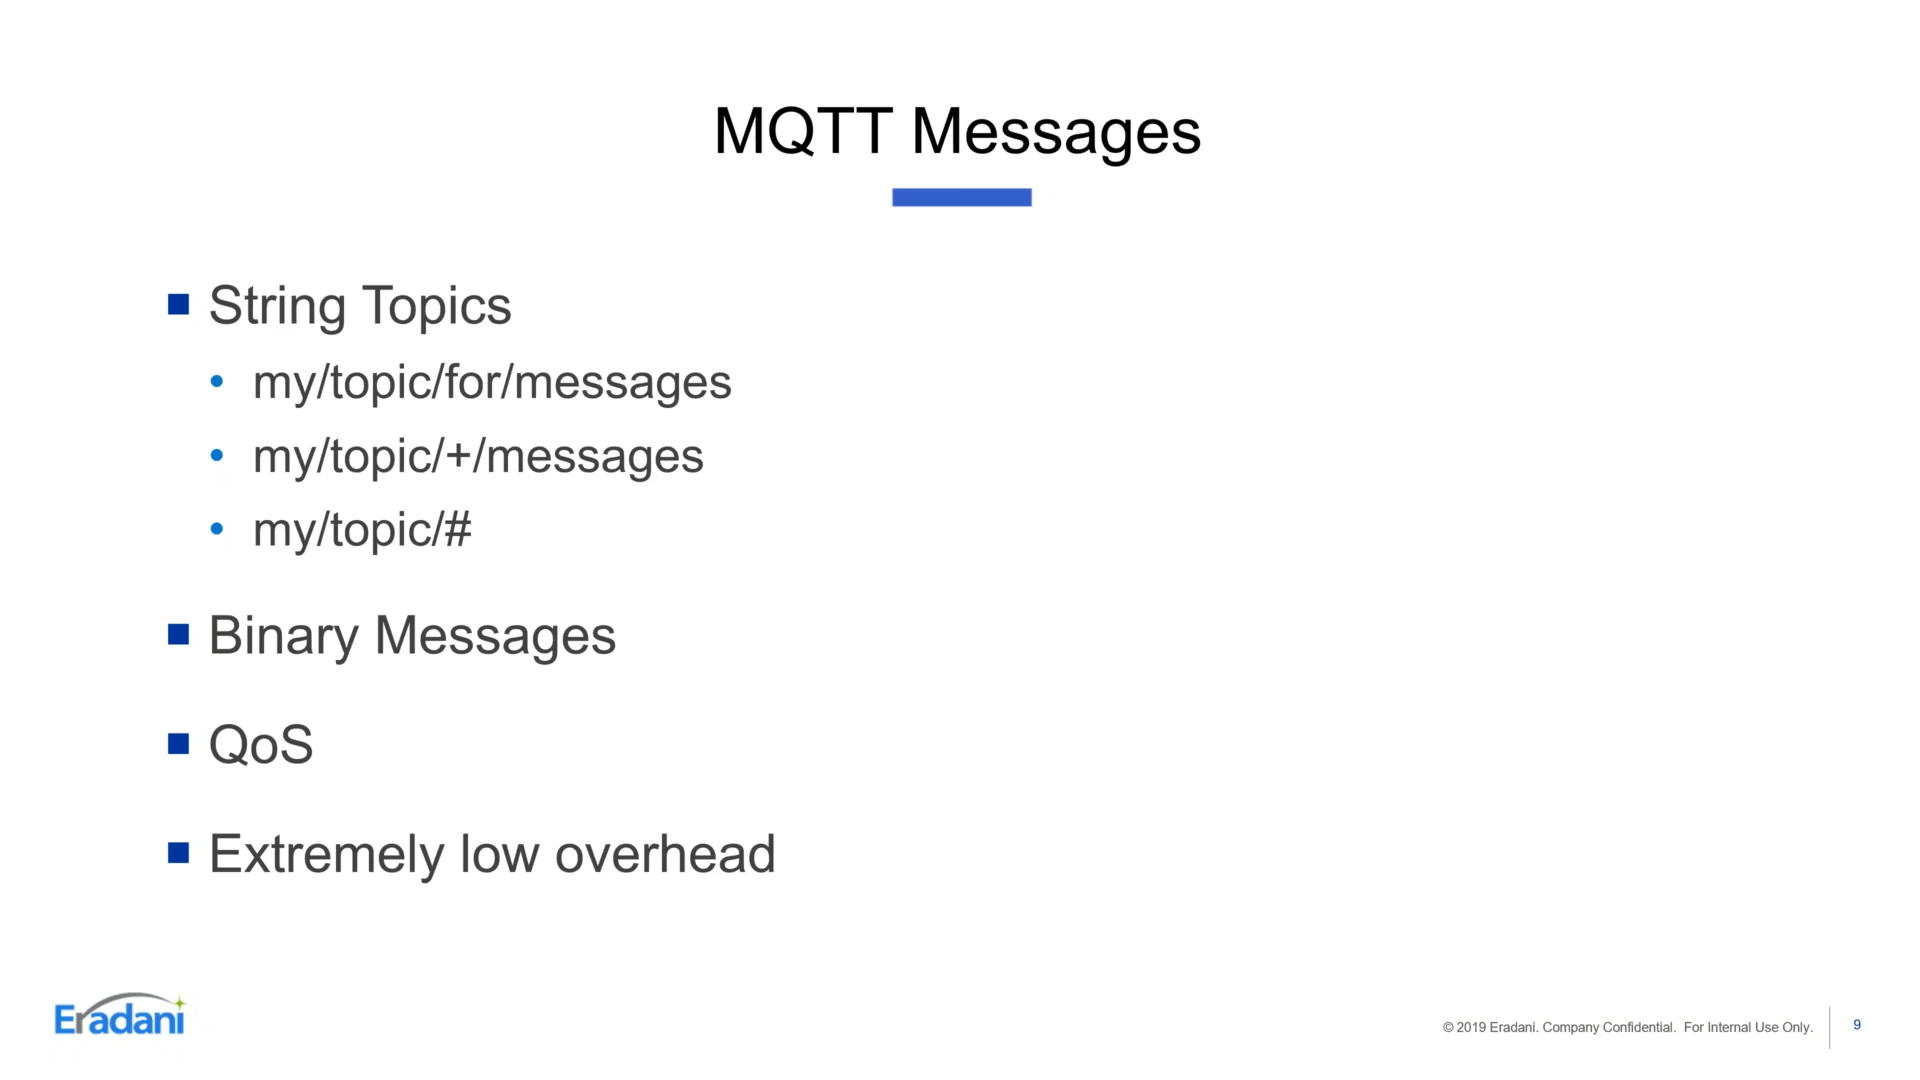 MQTT Messages
String Topics
my/topic/for/messages
my/topic/+/messages
my/topic/#
Binary Messages
QoS
Extremely low overhead
Eradani
© 2019 Eradani. Company Confidential. For Internal Use Only.
9